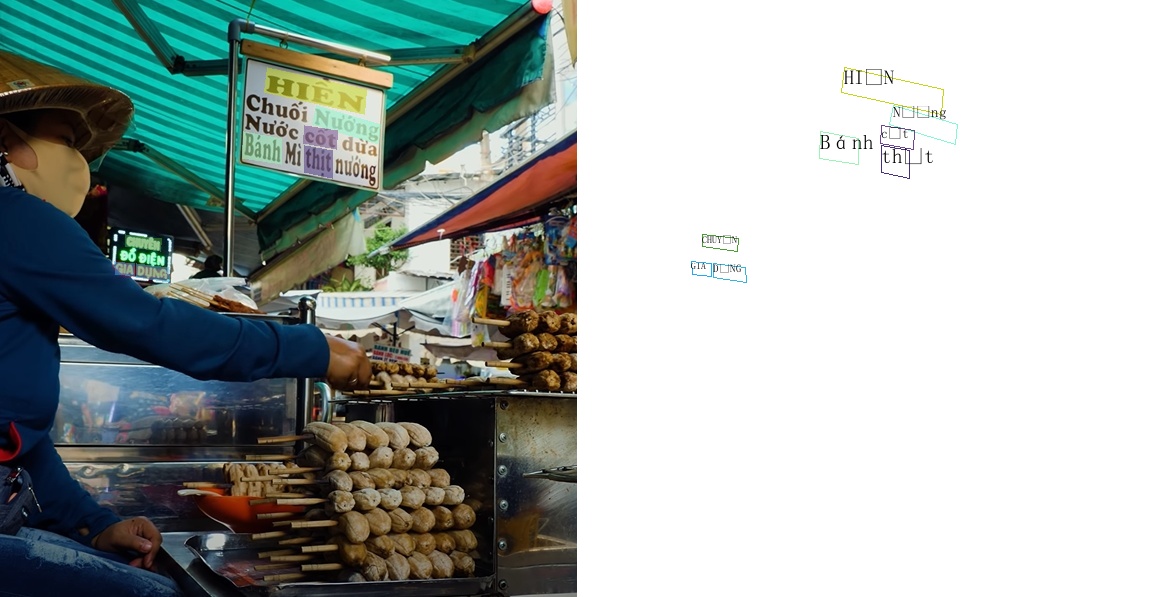 HIỀN
Chuối Nướng
Nước cốt dừa
Bánh Mì thịt nướng
CHUYÊN
ĐỒ ĐIỆN
GIA DỤNG
HI□N
N□□ng
c□t
Bánh
th□t
CHUY□N
GIA D□NG